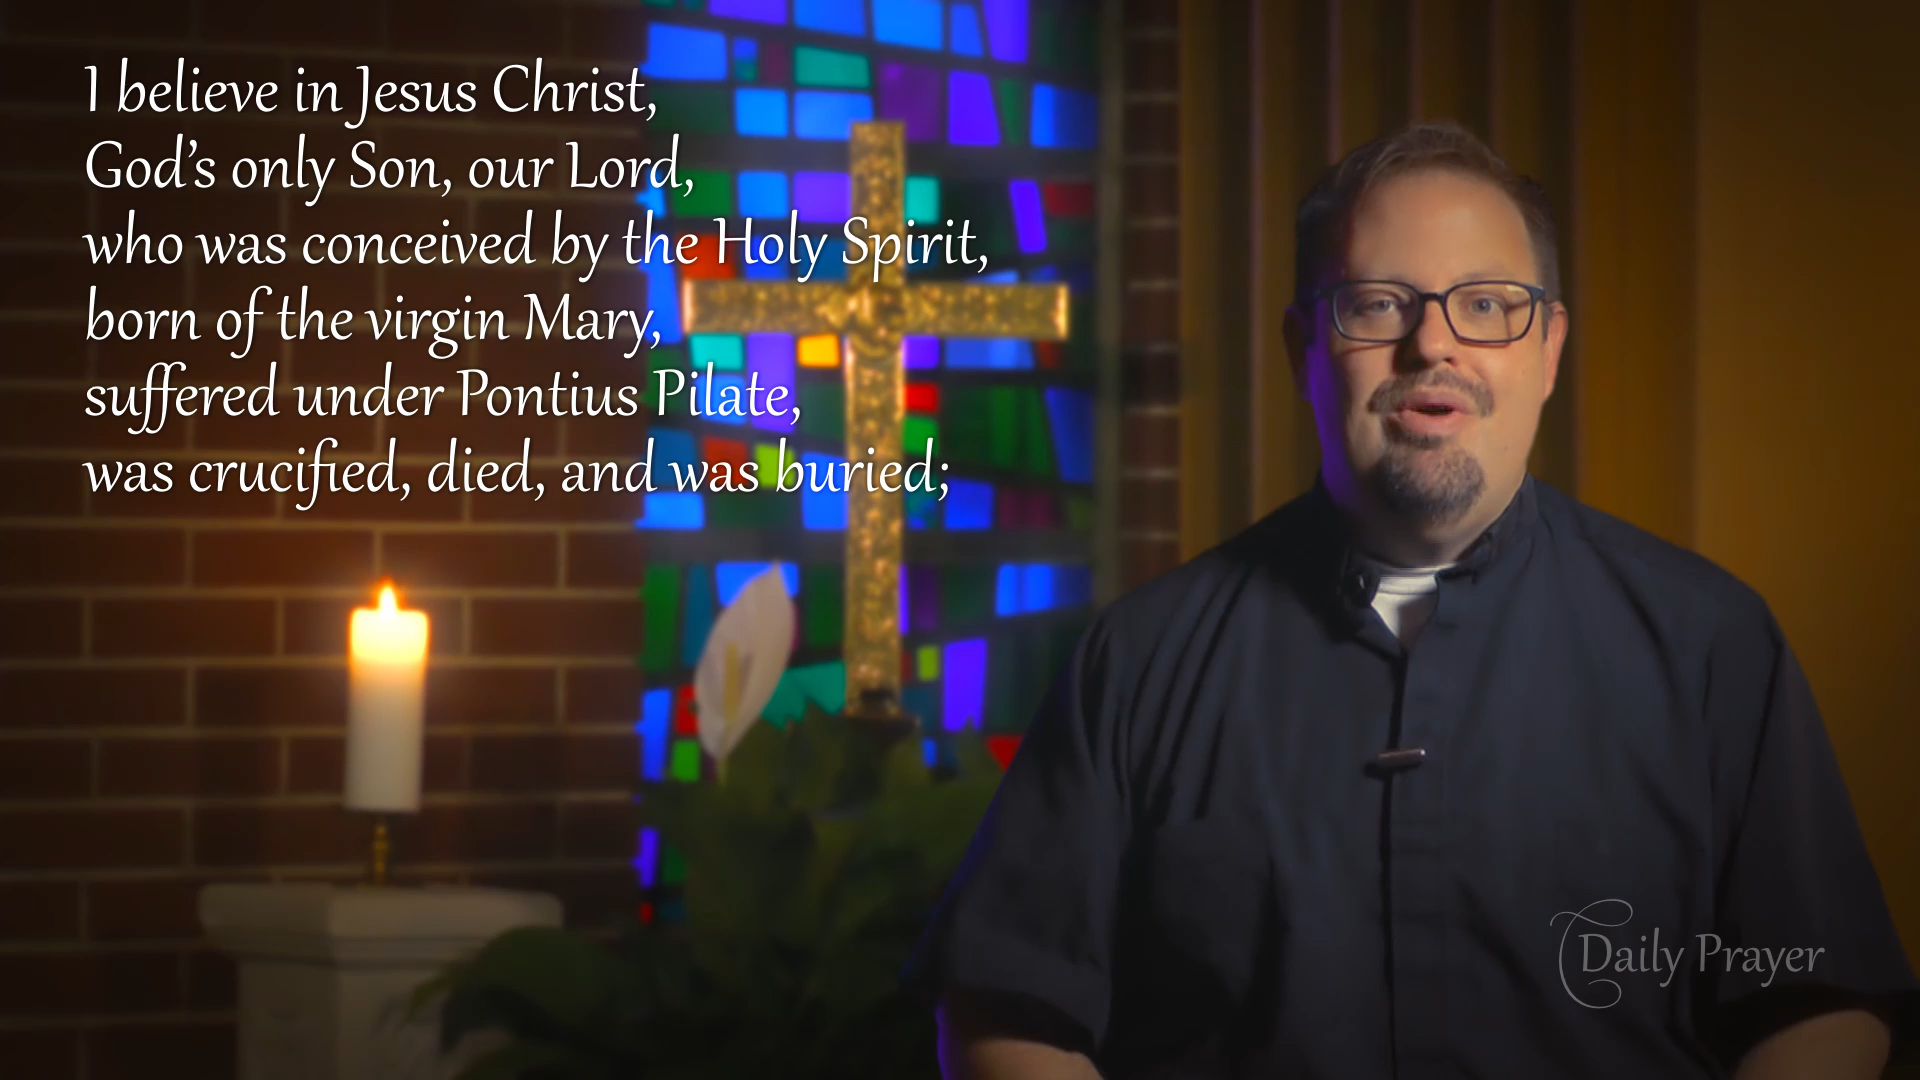 I believe in Jesus Christ,
God’s only Son, our Lord,
who was conceived by the Holy Spirit,
born of the virgin Mary,
suffered under Pontius Pilate,
was crucified, died, and was buried;
Daily Prayer